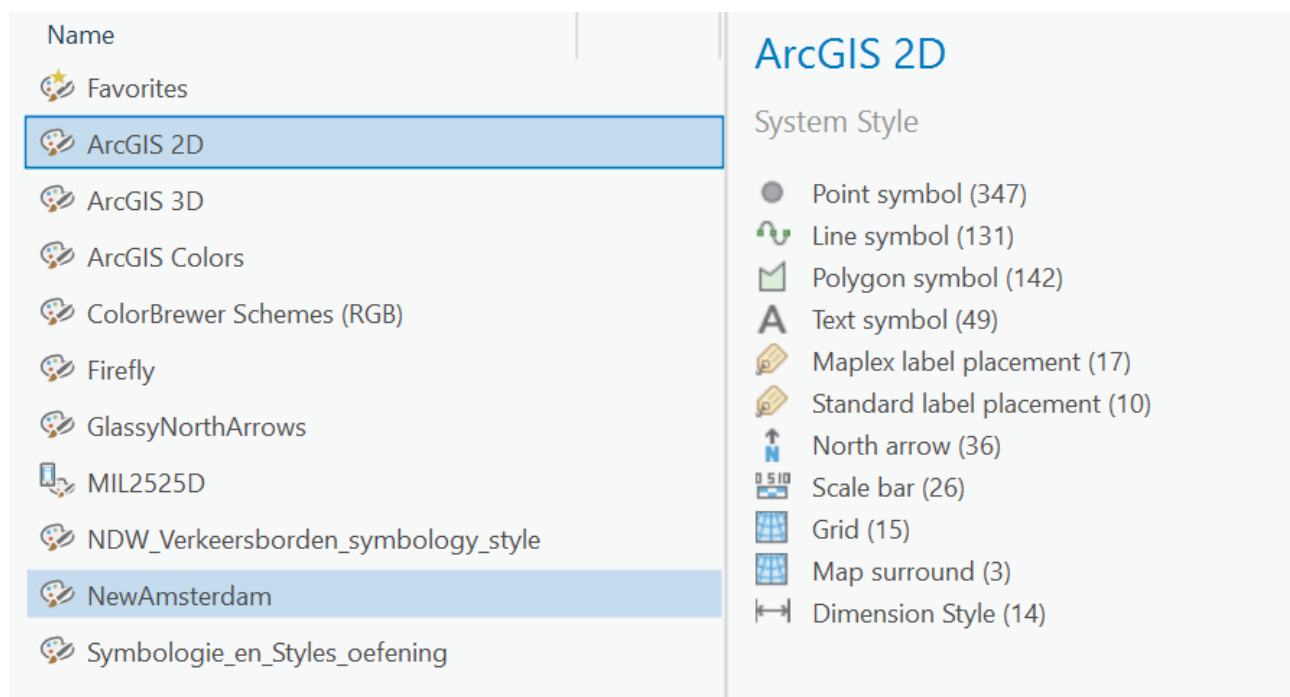 Name
Favorites
ArcGIS 2D
ArcGIS 3D
ArcGIS Colors
ColorBrewer Schemes (RGB)
Firefly
GlassyNorthArrows
MIL2525D
NDW_Verkeersborden_symbology_style
NewAmsterdam
Symbologie_en_Styles_oefening
ArcGIS 2D
System Style
Point symbol (347)
Line symbol (131)
Polygon symbol (142)
Text symbol (49)
Maplex label placement (17)
Standard label placement (10)
North arrow (36)
Scale bar (26)
Grid (15)
Map surround (3)
Dimension Style (14)